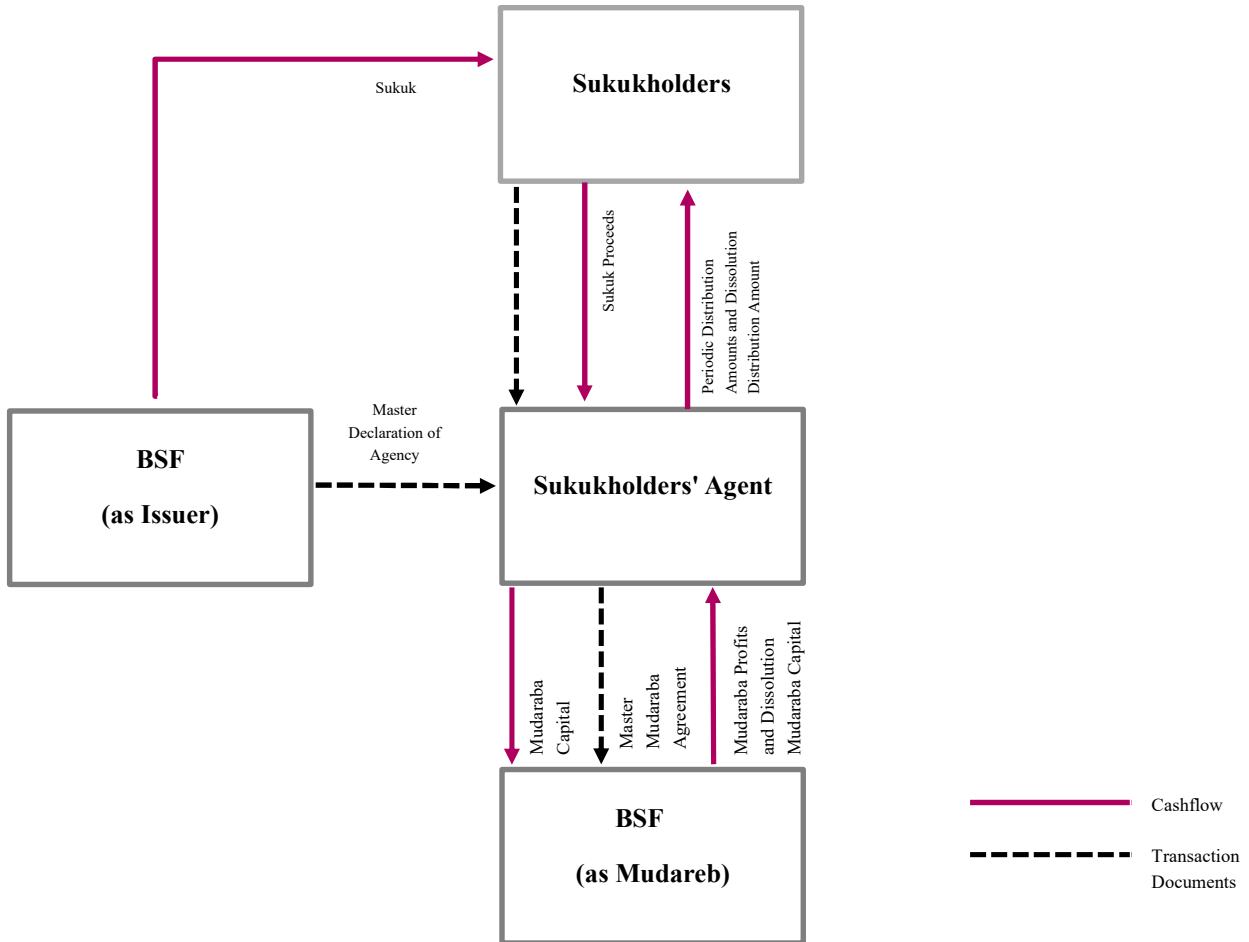 Sukukholders
Sukuk
Sukuk Proceeds
Periodic Distribution
Amounts and Dissolution
Distribution Amount
Master
Declaration of
Agency
BSF
(as Issuer)
Sukukholders' Agent
Mudaraba
Capital
Master
Mudaraba
Agreement
Mudaraba Profits
and Dissolution
Mudaraba Capital
BSF
(as Mudareb)
Cashflow
Transaction
Documents